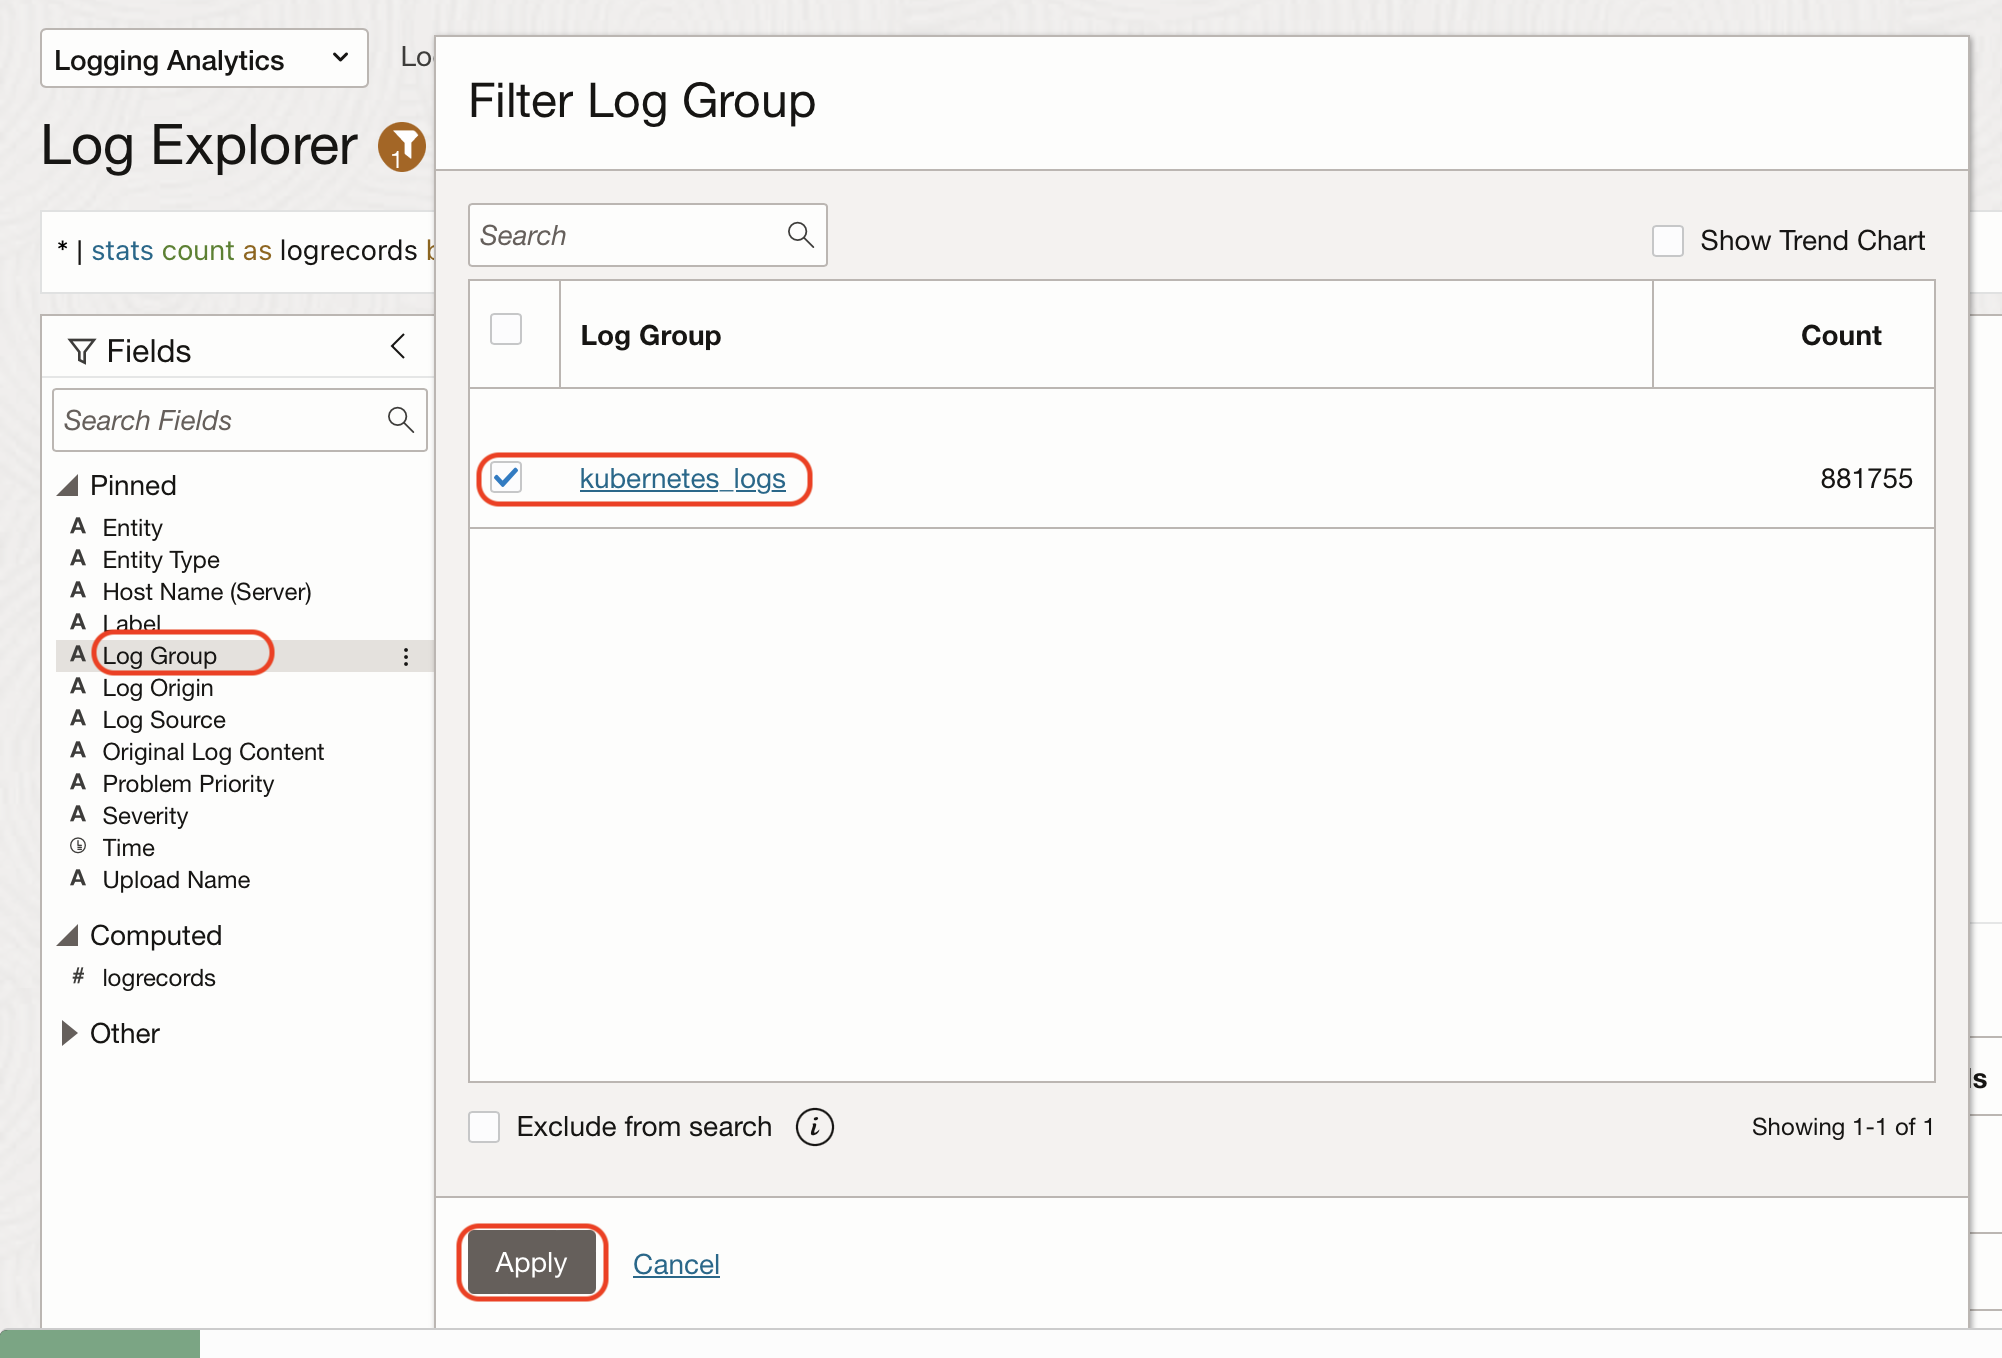 Logging Analytics
Log Explorer
1
* | stats count as logrecords
Fields
Search Fields
Pinned
A Entity
A Entity Type
A Host Name (Server)
A Label
A Log Group
A Log Origin
A Log Source
A Original Log Content
A Problem Priority
A Severity
Time
A Upload Name
Computed
# logrecords
Other
Filter Log Group
Search
Show Trend Chart
Log Group Count
kubernetes_logs 881755
Exclude from search i
Showing 1-1 of 1
Apply Cancel